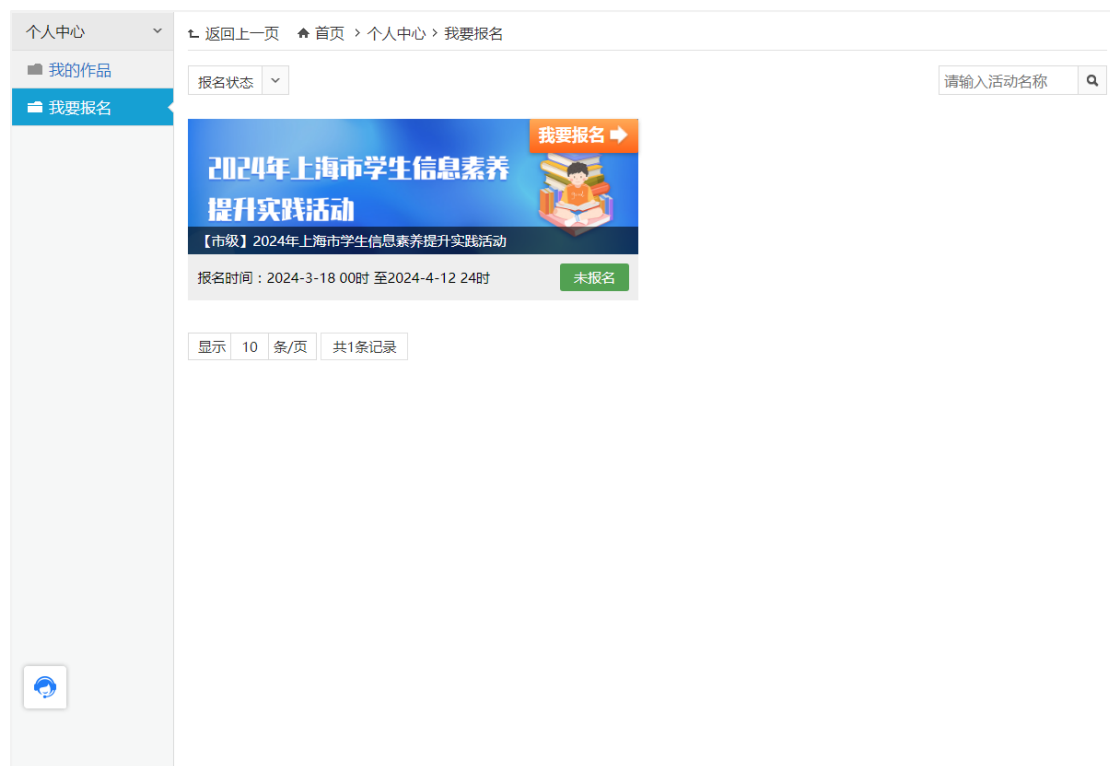 个人中心
返回上一页 首页 个人中心 我要报名
我的作品
我要报名
报名状态
请输入活动名称
我要报名
2024年上海市学生信息素养
提升实践活动
【市级】2024年上海市学生信息素养提升实践活动
报名时间：2024-3-18 00时 至2024-4-12 24时
未报名
显示 10 条/页 共1条记录